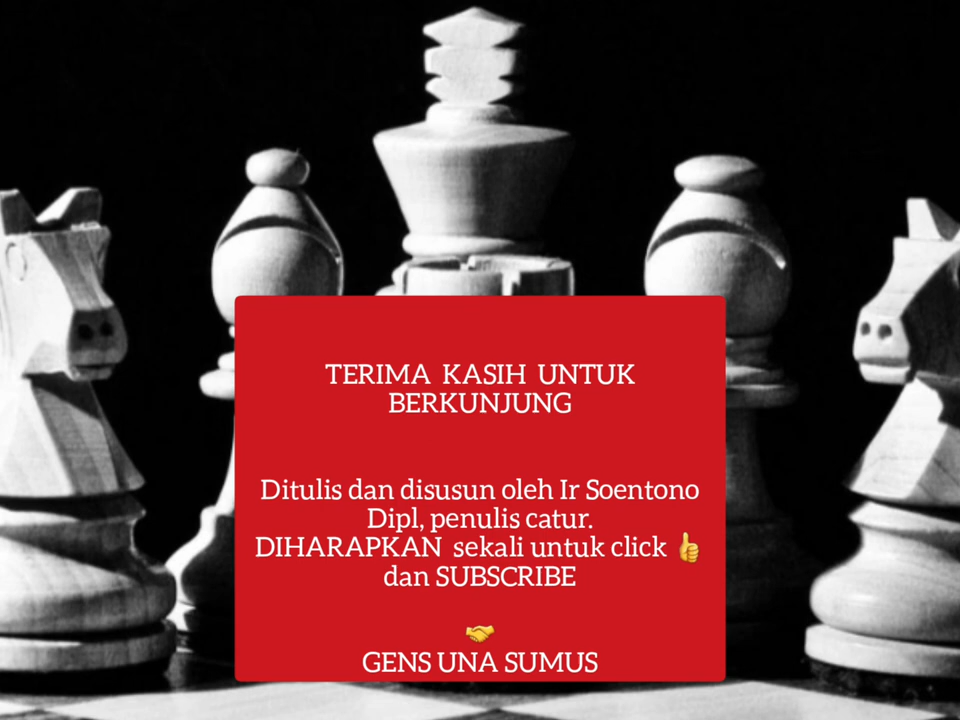 TERIMA KASIH UNTUK
BERKUNJUNG
Ditulis dan disusun oleh Ir Soentono
Dipl, penulis catur.
DIHARAPKAN sekali untuk click 👍
dan SUBSCRIBE
🤝
GENS UNA SUMUS